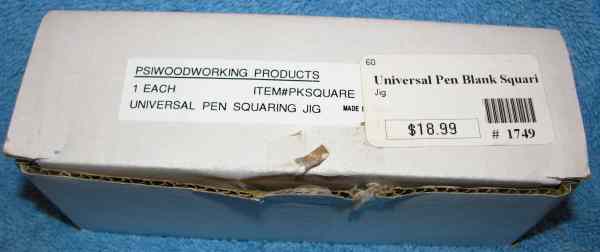 PSIWOODWORKING PRODUCTS
1 EACH ITEM#PKSQUARE
UNIVERSAL PEN SQUARING JIG MADE
60
Universal Pen Blank Squari
Jig
$18.99
# 1749